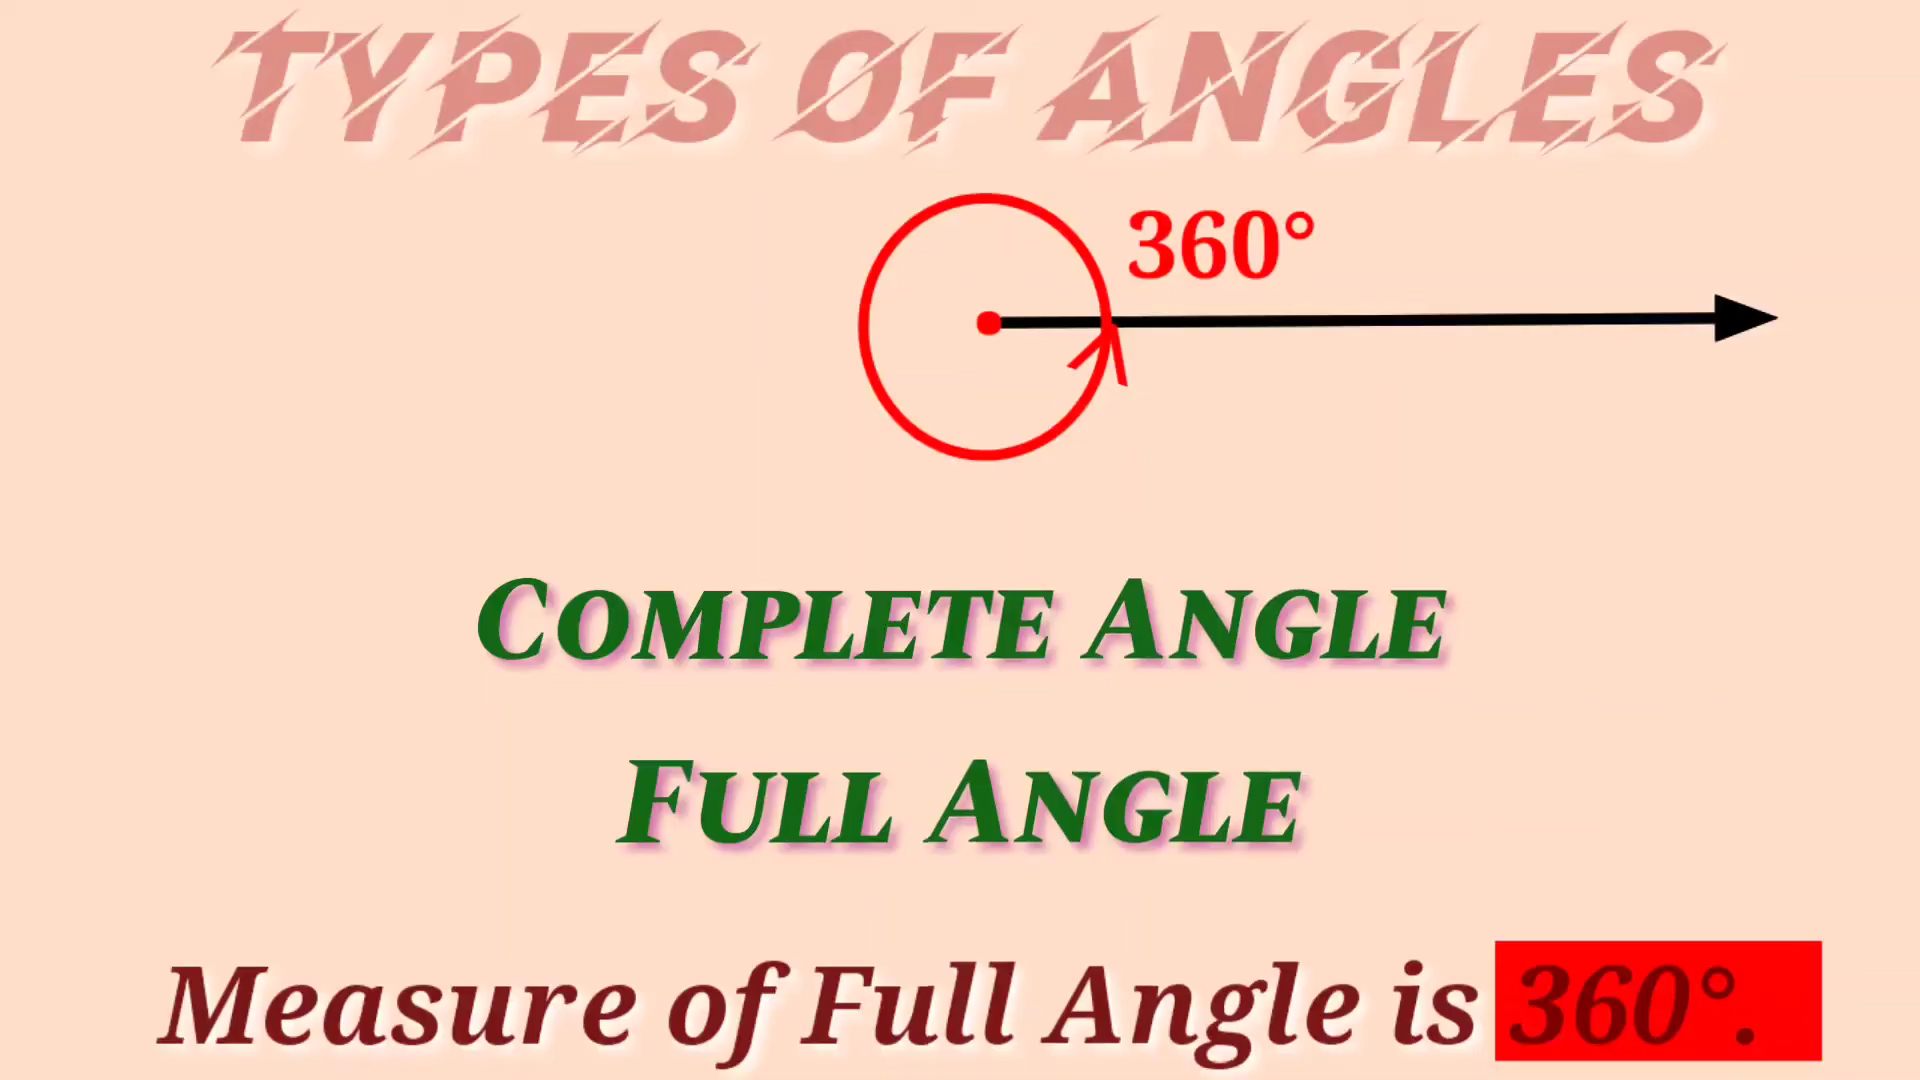 TYPES OF ANGLES
360°
COMPLETE ANGLE
FULL ANGLE
Measure of Full Angle is 360°.